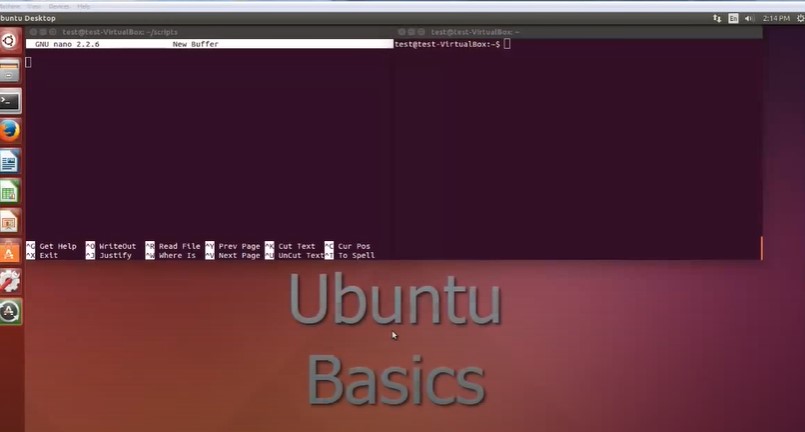 Machine View Devices Help
Ubuntu Desktop
En
2:14 PM
test@test-VirtualBox: ~/scripts
test@test-VirtualBox: ~
GNU nano 2.2.6 New Buffer
test@test-VirtualBox:~$
^G Get Help ^O WriteOut ^R Read File ^Y Prev Page ^K Cut Text ^C Cur Pos
^X Exit ^J Justify ^W Where Is ^V Next Page ^U UnCut Text ^T To Spell
Ubuntu
Basics